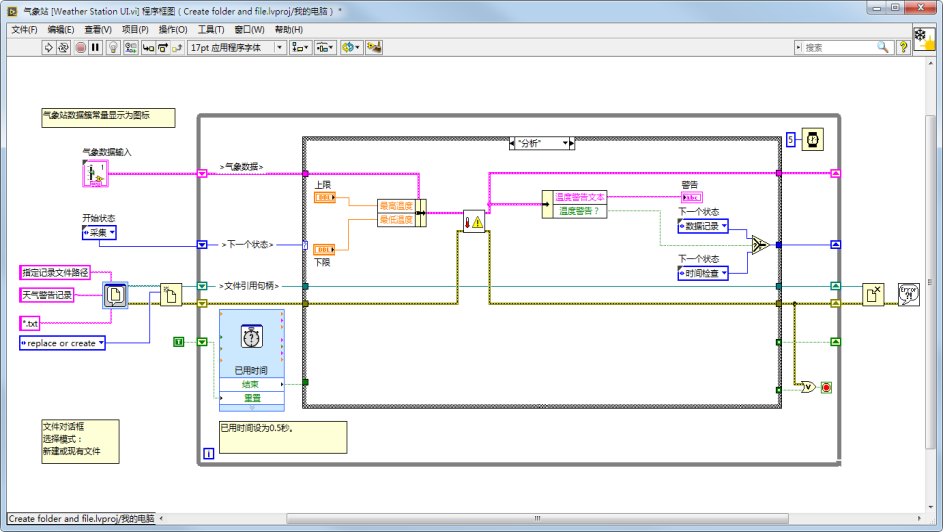 气象站 [Weather Station UI.vi] 程序框图 (Create folder and file.lvproj/我的电脑) *
文件(F) 编辑(E) 查看(V) 项目(P) 操作(O) 工具(T) 窗口(W) 帮助(H)
17pt 应用程序字体
搜索
?
气象站数据簇常量显示为图标
"分析"
5
气象数据输入
1
>气象数据>
上限
DBL
最高温度
最低温度
DBL
下限
温度警告文本
温度警告?
警告
abc
下一个状态
数据记录
下一个状态
时间检查
开始状态
采集
>下一个状态>
?
指定记录文件路径
天气警告记录
*.txt
replace or create
>文件引用句柄>
Error
?!
T
已用时间
结束
重置
V
已用时间设为0.5秒。
文件对话框
选择模式:
新建或现有文件
i
Create folder and file.lvproj/我的电脑